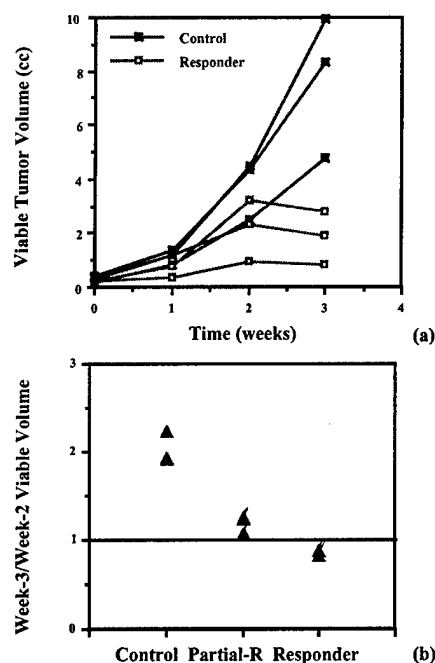 10
8
6
4
2
0
Control
Responder
Viable Tumor Volume (cc)
0 1 2 3 4
Time (weeks)
(a)
3
2
1
0
Week-3/Week-2 Viable Volume
Control Partial-R Responder
(b)